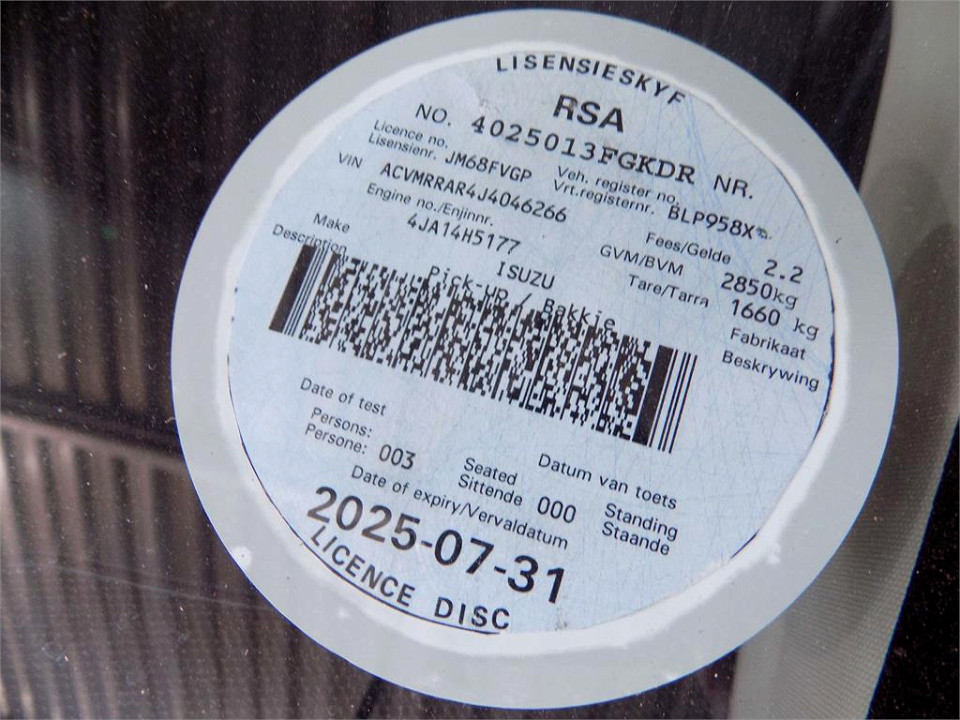 LISENSIESKYF
RSA
NO. 4025013FGKDR NR.
Licence no.
Lisensienr. JM68FVGP
Veh. register no.
Vrt.registernr. BLP958X
VIN ACVMRRAR4J4046266
Engine no./Enjinnr.
4JA14H5177
Fees/Gelde 2.2
GVM/BVM 2850kg
Tare/Tarra 1660 kg
Make ISUZU Fabrikaat
Description Pick-up / Bakkie Beskrywing
Date of test Datum van toets
Persons: Seated Standing
Persone: 003 Sittende 000 Staande
Date of expiry/Vervaldatum
2025-07-31
LICENCE DISC